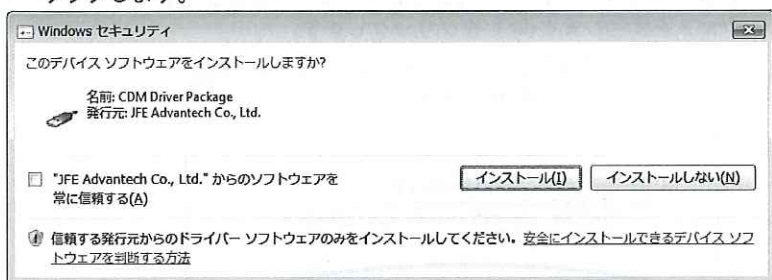 クリックします。
Windows セキュリティ
このデバイス ソフトウェアをインストールしますか?
名前: CDM Driver Package
発行元: JFE Advantech Co., Ltd.
"JFE Advantech Co., Ltd." からのソフトウェアを
常に信頼する(A)
インストール(I)
インストールしない(N)
信頼する発行元からのドライバー ソフトウェアのみをインストールしてください。安全にインストールできるデバイス ソフ
トウェアを判断する方法